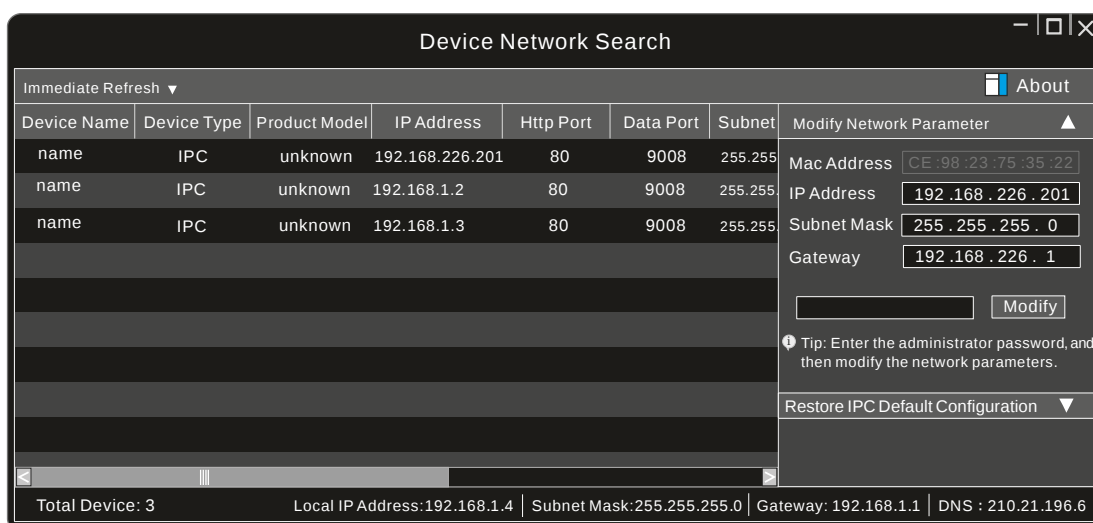 Device Network Search
Immediate Refresh ▼
About
Device Name Device Type Product Model IP Address Http Port Data Port Subnet
name IPC unknown 192.168.226.201 80 9008 255.255
name IPC unknown 192.168.1.2 80 9008 255.255.
name IPC unknown 192.168.1.3 80 9008 255.255.
Modify Network Parameter ▲
Mac Address CE:98:23:75:35:22
IP Address 192.168.226.201
Subnet Mask 255.255.255. 0
Gateway 192.168.226. 1
Modify
Tip: Enter the administrator password, and
then modify the network parameters.
Restore IPC Default Configuration ▼
Total Device: 3 Local IP Address:192.168.1.4 Subnet Mask:255.255.255.0 Gateway: 192.168.1.1 DNS : 210.21.196.6